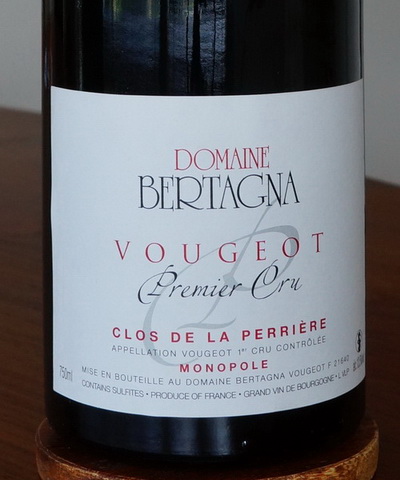 DOMAINE
BERTAGNA
VOUGEOT
Premier Cru
CLOS DE LA PERRIÈRE
APPELLATION VOUGEOT 1ER CRU CONTRÔLÉE
MONOPOLE
750ml
MISE EN BOUTEILLE AU DOMAINE BERTAGNA VOUGEOT F 21640
CONTAINS SULFITES • PRODUCE OF FRANCE • GRAND VIN DE BOURGOGNE •